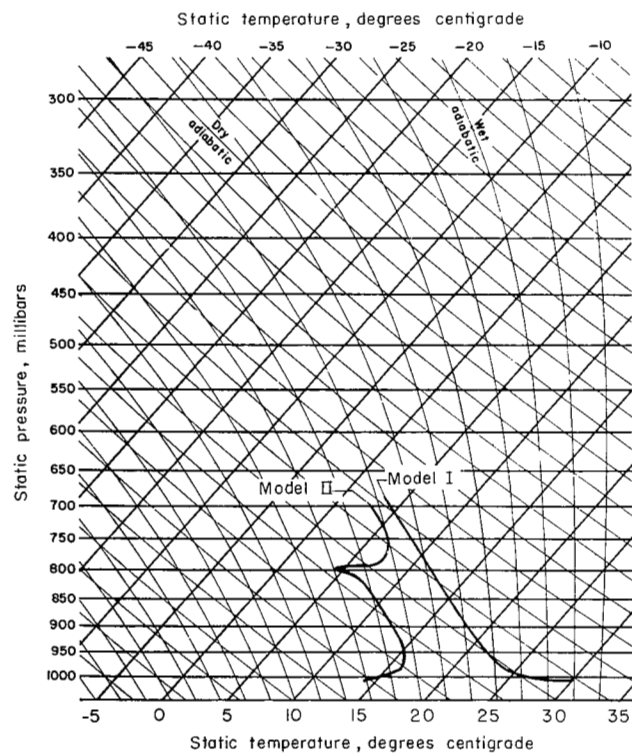 Static temperature, degrees centigrade
-45 -40 -35 -30 -25 -20 -15 -10
Dry adiabatic
Wet adiabatic
Static pressure, millibars
300
350
400
450
500
550
600
650
700
750
800
850
900
950
1000
Model II
Model I
-5 0 5 10 15 20 25 30 35
Static temperature, degrees centigrade